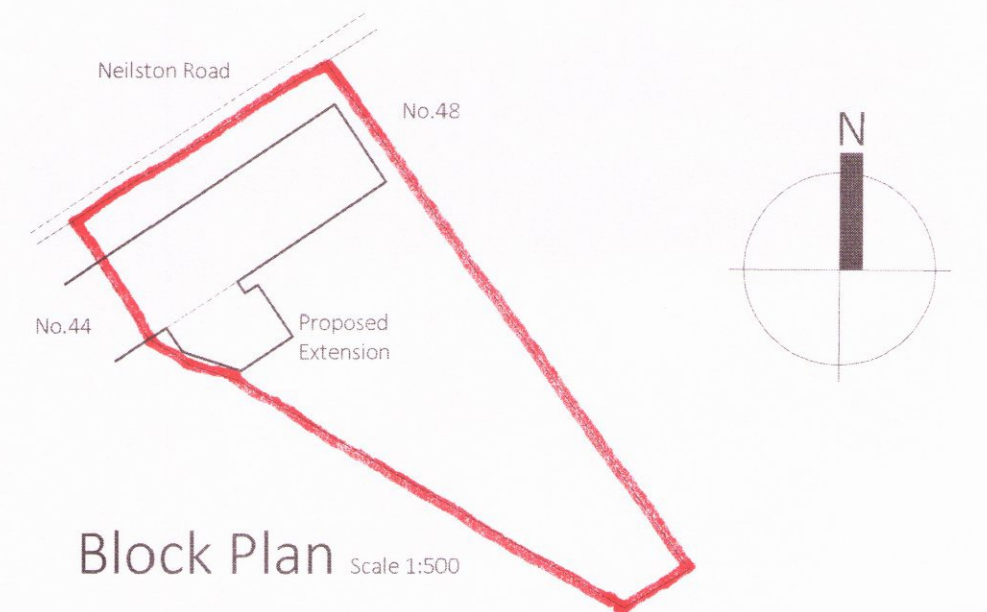 Neilston Road
No.48
N
No.44
Proposed
Extension
Block Plan Scale 1:500